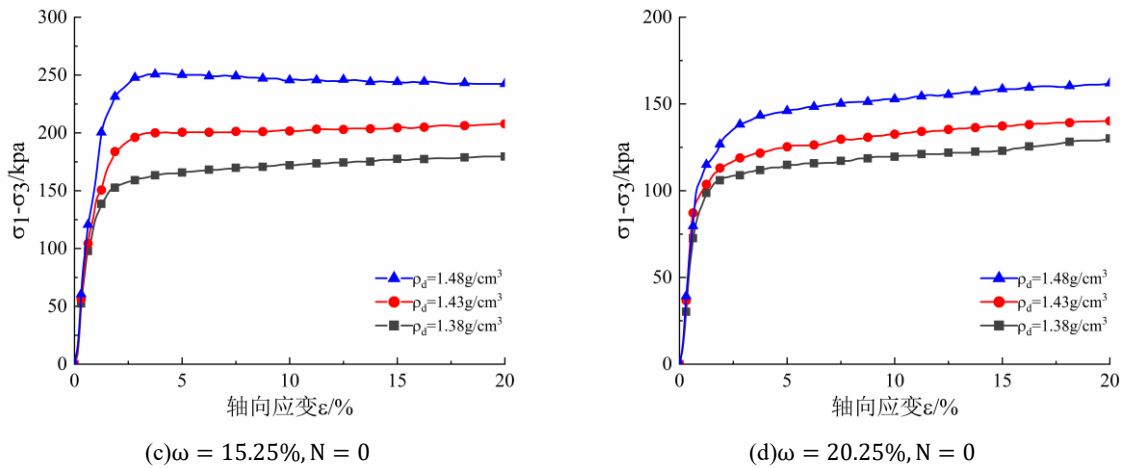 300
250
200
150
100
50
0
σ1-σ3/kpa
ρd=1.48g/cm³
ρd=1.43g/cm³
ρd=1.38g/cm³
0 5 10 15 20
轴向应变ε/%
(c)ω = 15.25%, N = 0
200
150
100
50
0
σ1-σ3/kpa
ρd=1.48g/cm³
ρd=1.43g/cm³
ρd=1.38g/cm³
0 5 10 15 20
轴向应变ε/%
(d)ω = 20.25%, N = 0